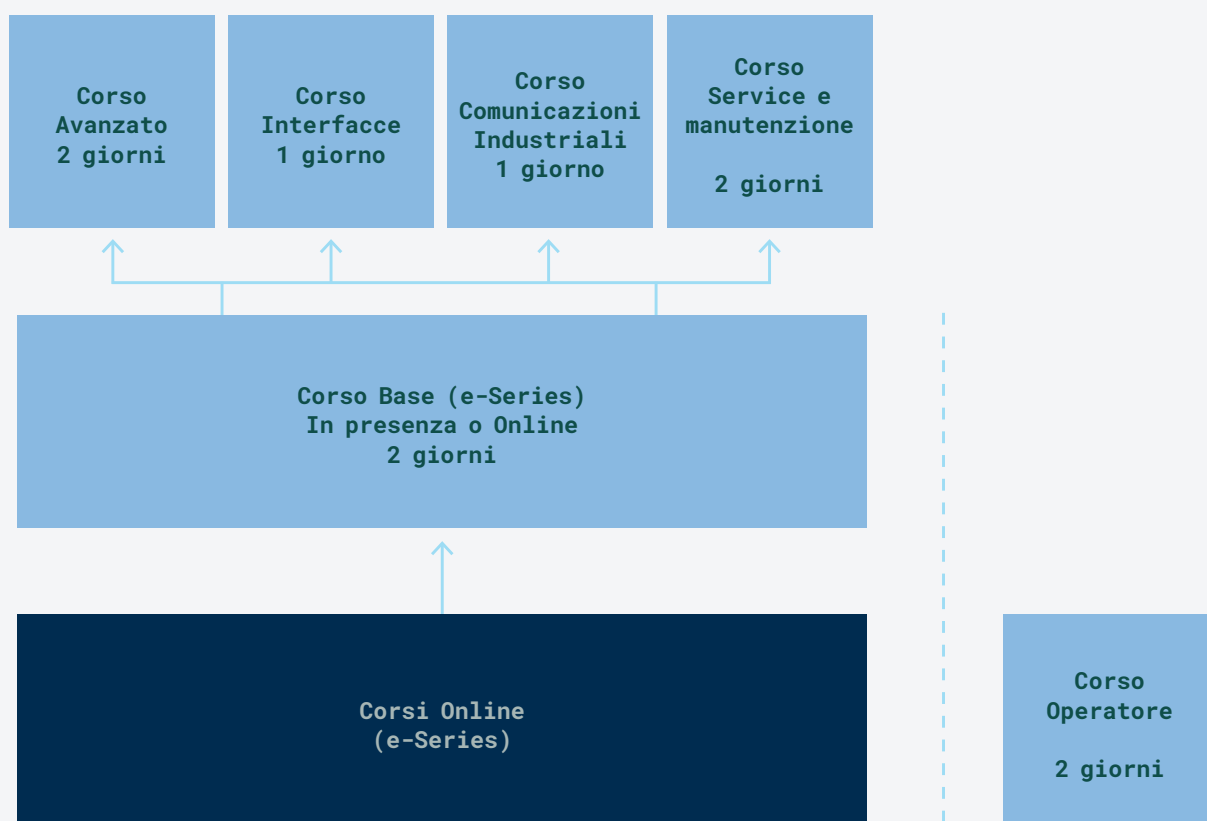 Corso
Avanzato
2 giorni
Corso
Interfacce
1 giorno
Corso
Comunicazioni
Industriali
1 giorno
Corso
Service e
manutenzione
2 giorni
Corso Base (e-Series)
In presenza o Online
2 giorni
Corsi Online
(e-Series)
Corso
Operatore
2 giorni